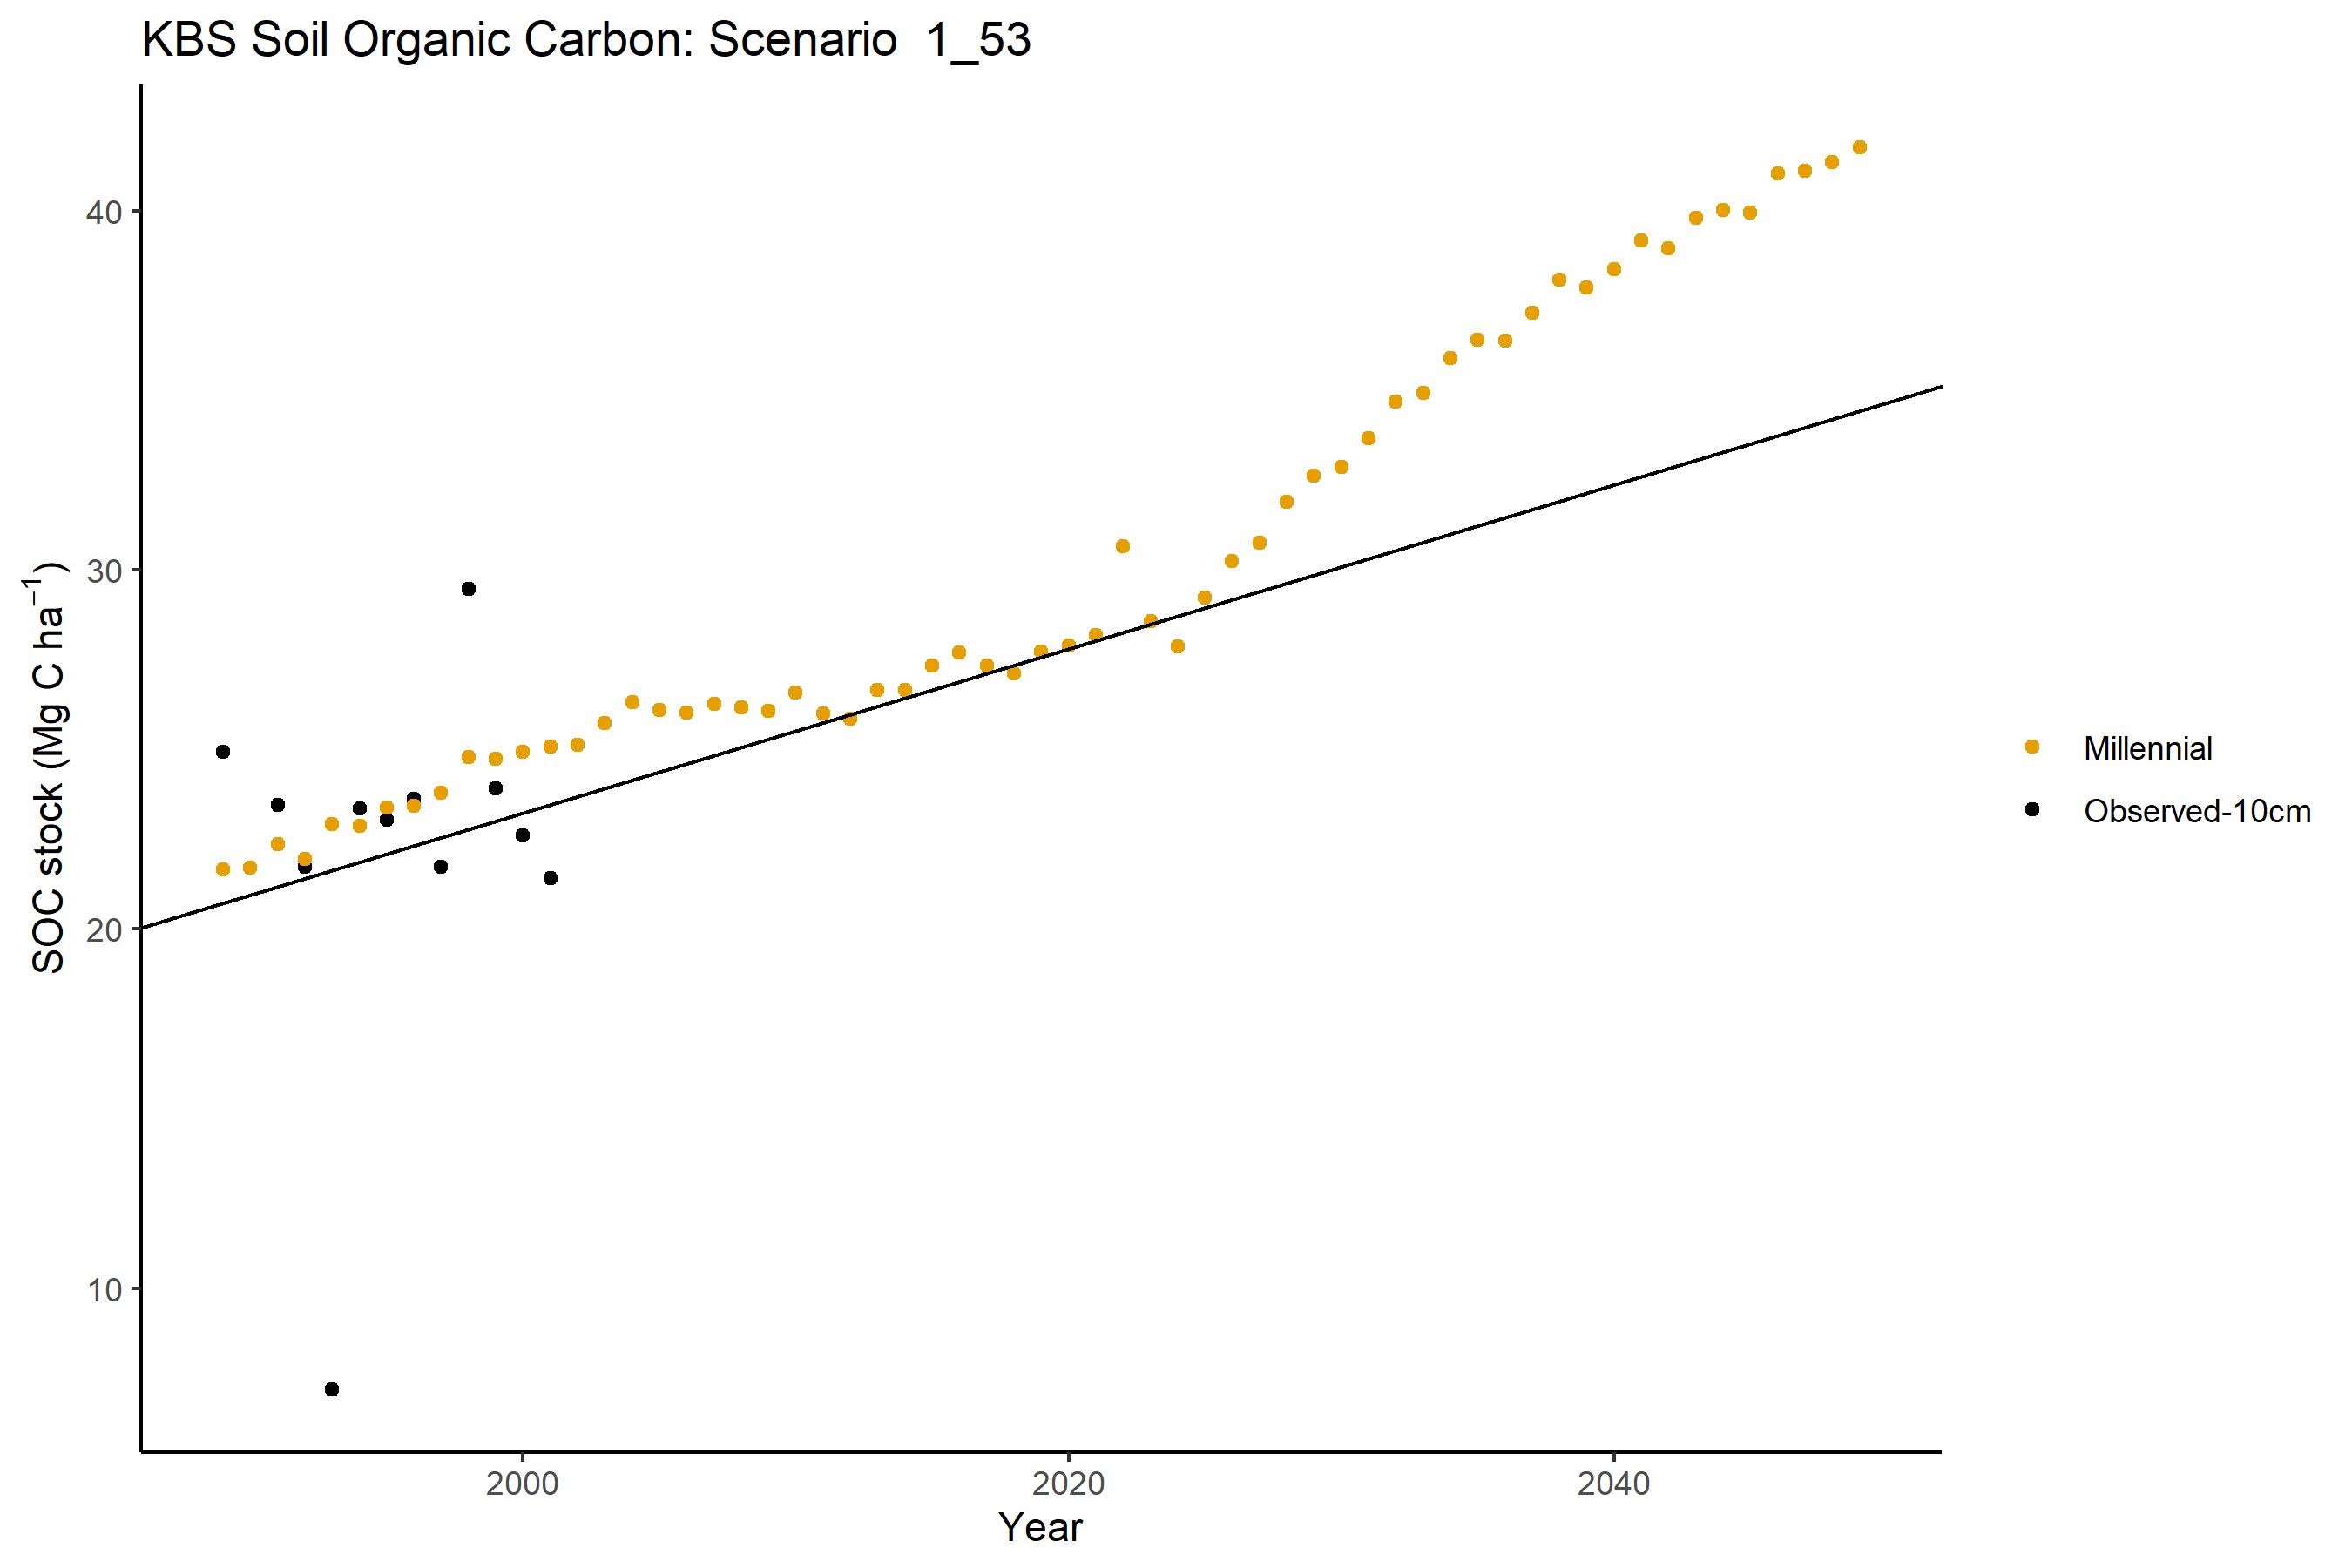 KBS Soil Organic Carbon: Scenario  1_53
SOC stock (Mg C ha⁻¹)
40
30
20
10
2000 2020 2040
Year
Millennial
Observed-10cm